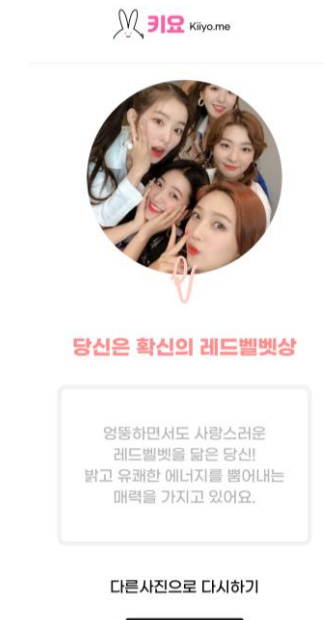 키요 Kiiyo.me
당신은 확신의 레드벨벳상
엉뚱하면서도 사랑스러운
레드벨벳을 닮은 당신!
밝고 유쾌한 에너지를 뿜어내는
매력을 가지고 있어요.
다른사진으로 다시하기